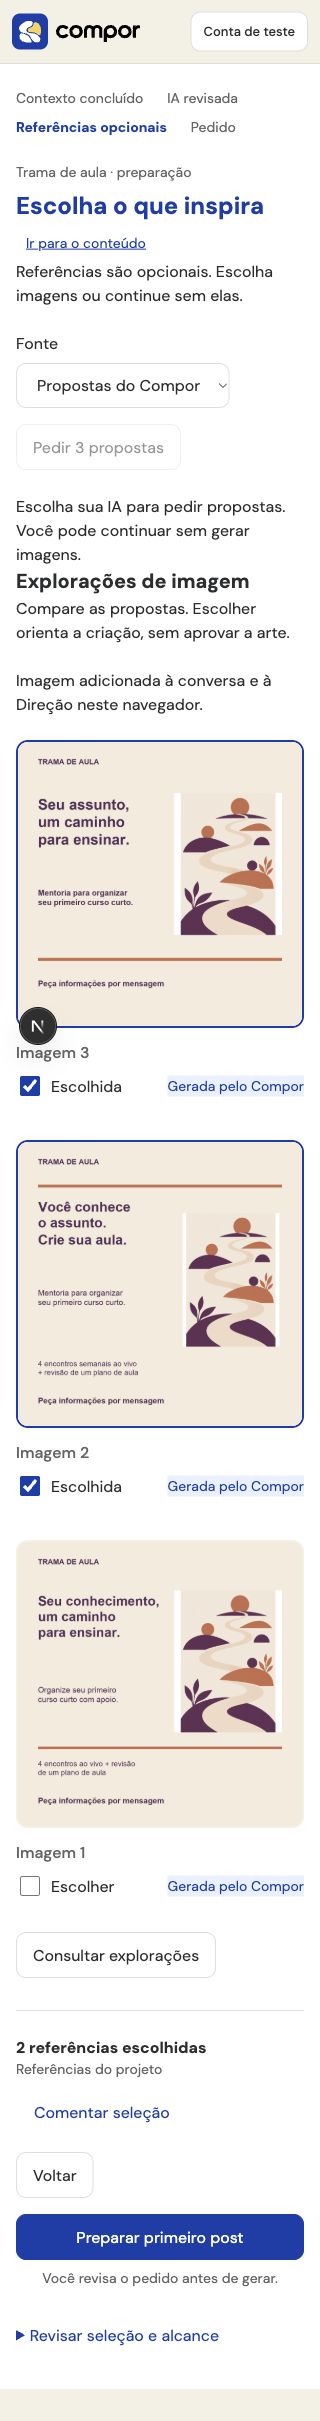 compor
Conta de teste
Contexto concluído IA revisada
Referências opcionais Pedido
Trama de aula · preparação
Escolha o que inspira
Ir para o conteúdo
Referências são opcionais. Escolha
imagens ou continue sem elas.
Fonte
Propostas do Compor
Pedir 3 propostas
Escolha sua IA para pedir propostas.
Você pode continuar sem gerar
imagens.
Explorações de imagem
Compare as propostas. Escolher
orienta a criação, sem aprovar a arte.
Imagem adicionada à conversa e à
Direção neste navegador.
TRAMA DE AULA
Seu assunto,
um caminho
para ensinar.
Mentoria para organizar
seu primeiro curso curto.
Peça informações por mensagem
N
Imagem 3
Escolhida Gerada pelo Compor
TRAMA DE AULA
Você conhece
o assunto.
Crie sua aula.
Mentoria para organizar
seu primeiro curso curto.
4 encontros semanais ao vivo
+ revisão de um plano de aula
Peça informações por mensagem
Imagem 2
Escolhida Gerada pelo Compor
TRAMA DE AULA
Seu conhecimento,
um caminho
para ensinar.
Organize seu primeiro
curso curto com apoio.
4 encontros ao vivo + revisão
de um plano de aula
Peça informações por mensagem
Imagem 1
Escolher Gerada pelo Compor
Consultar explorações
2 referências escolhidas
Referências do projeto
Comentar seleção
Voltar
Preparar primeiro post
Você revisa o pedido antes de gerar.
Revisar seleção e alcance